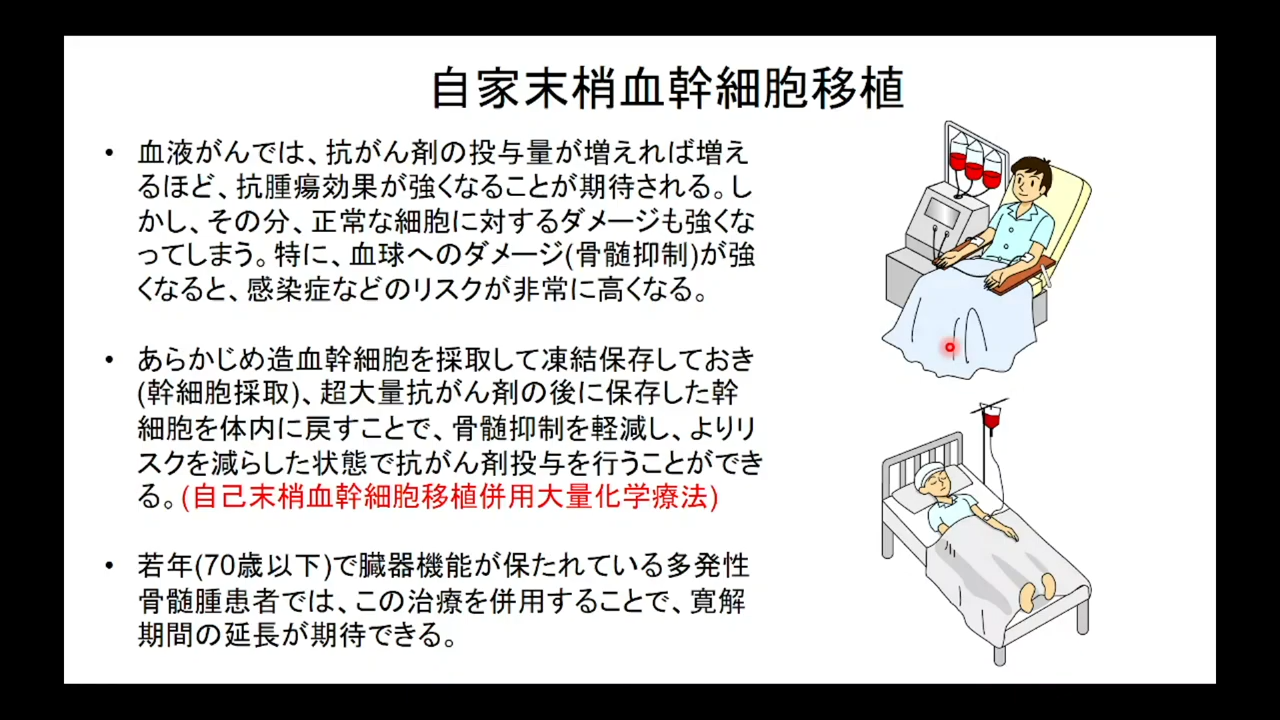 自家末梢血幹細胞移植
• 血液がんでは、抗がん剤の投与量が増えれば増え
るほど、抗腫瘍効果が強くなることが期待される。し
かし、その分、正常な細胞に対するダメージも強くな
ってしまう。特に、血球へのダメージ(骨髄抑制)が強
くなると、感染症などのリスクが非常に高くなる。
• あらかじめ造血幹細胞を採取して凍結保存しておき
(幹細胞採取)、超大量抗がん剤の後に保存した幹
細胞を体内に戻すことで、骨髄抑制を軽減し、よりリ
スクを減らした状態で抗がん剤投与を行うことができ
る。(自己末梢血幹細胞移植併用大量化学療法)
• 若年(70歳以下)で臓器機能が保たれている多発性
骨髄腫患者では、この治療を併用することで、寛解
期間の延長が期待できる。